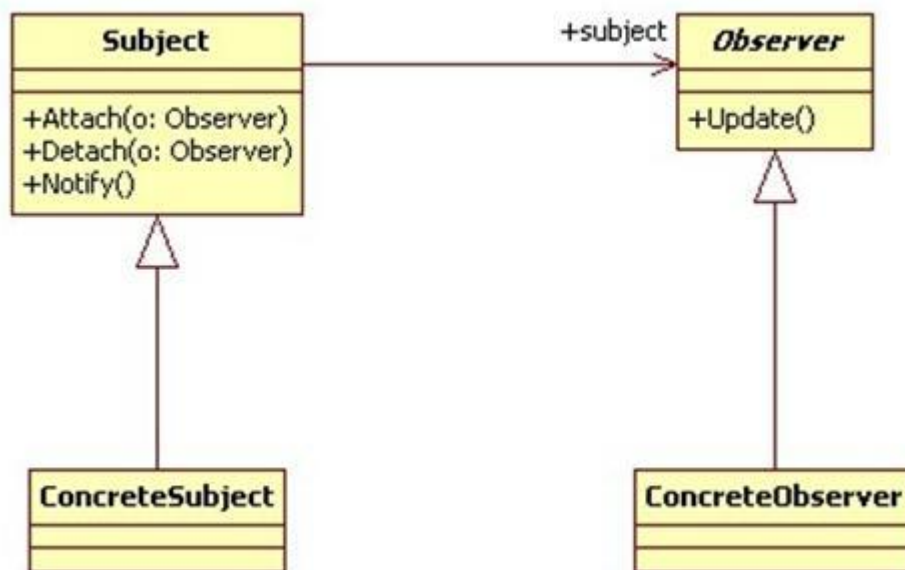 Subject
+Attach(o: Observer)
+Detach(o: Observer)
+Notify()
+subject
Observer
+Update()
ConcreteSubject
ConcreteObserver